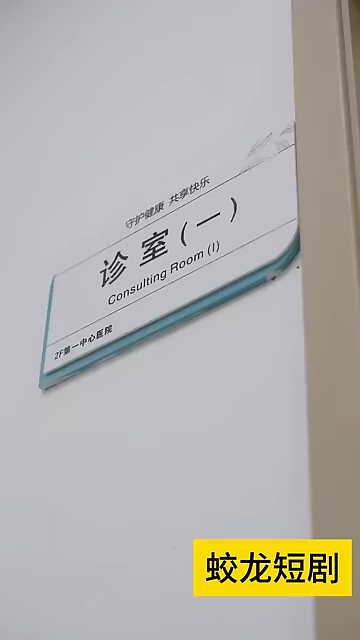 守护健康 共享快乐
诊室(一)
Consulting Room (I)
2F第一中心医院
蛟龙短剧